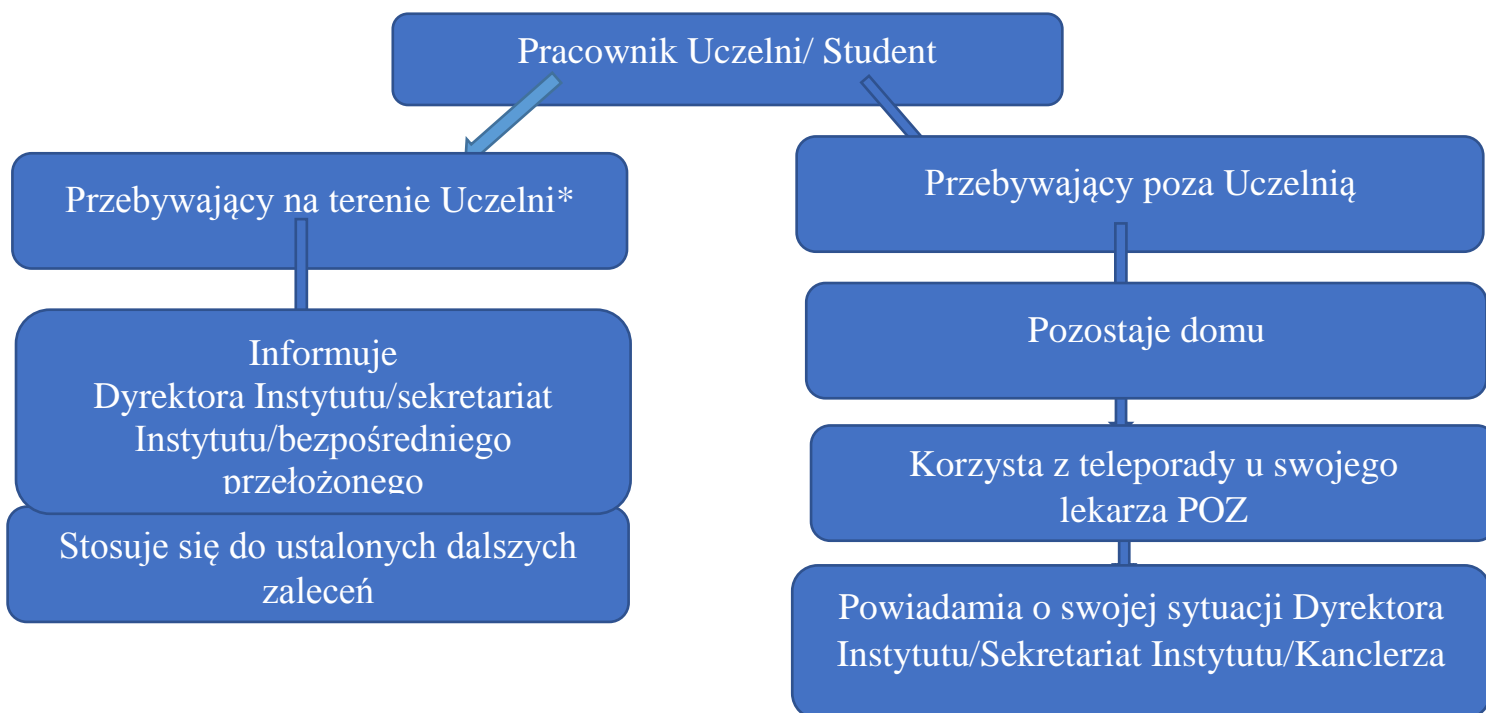 Pracownik Uczelni/ Student
Przebywający na terenie Uczelni*
Informuje
Dyrektora Instytutu/sekretariat
Instytutu/bezpośredniego
przełożonego
Stosuje się do ustalonych dalszych
zaleceń
Przebywający poza Uczelnią
Pozostaje domu
Korzysta z teleporady u swojego
lekarza POZ
Powiadamia o swojej sytuacji Dyrektora
Instytutu/Sekretariat Instytutu/Kanclerza